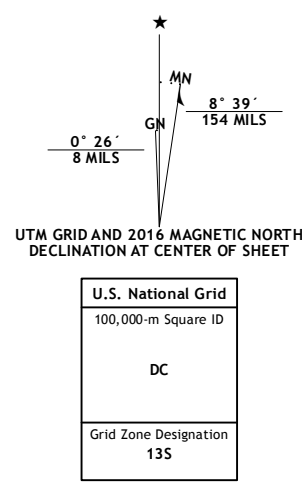 ★
MN
8° 39´
154 MILS
GN
0° 26´
8 MILS
UTM GRID AND 2016 MAGNETIC NORTH
DECLINATION AT CENTER OF SHEET
U.S. National Grid
100,000-m Square ID
DC
Grid Zone Designation
13S